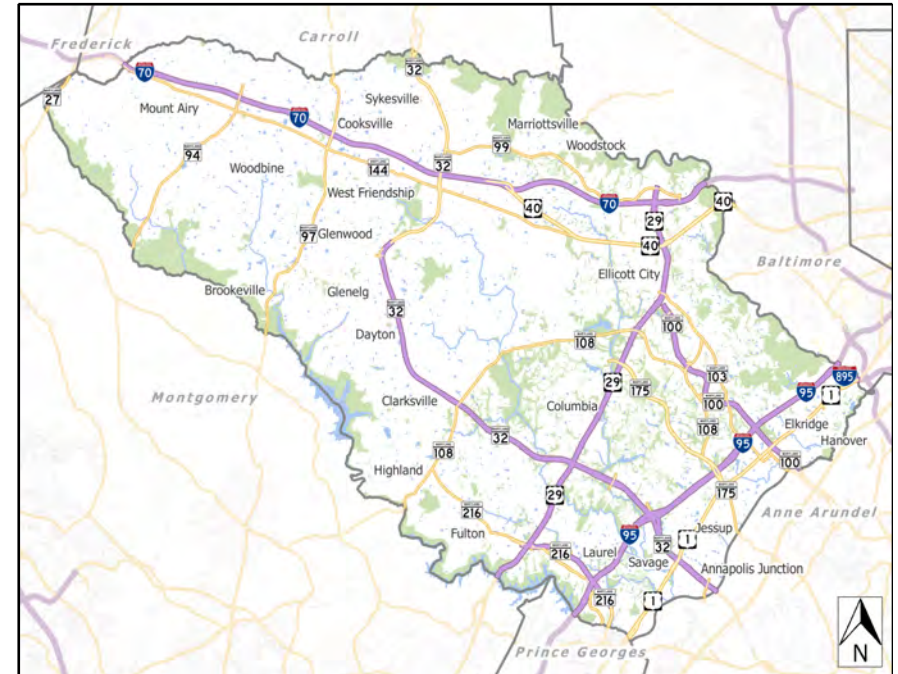 Carroll
Frederick
70
32
27
Sykesville
Mount Airy
70
Cooksville
Marriottsville
94
99
Woodstock
Woodbine
144
32
West Friendship
40
70
40
29
97
Glenwood
40
Baltimore
Ellicott City
Brookeville
Glenelg
32
100
Dayton
108
103
895
29
175
95
1
Montgomery
Clarksville
Columbia
100
Elkridge
108
32
108
95
Hanover
100
Highland
29
175
216
Anne Arundel
Fulton
95
Jessup
216
Laurel
32
1
Savage
Annapolis Junction
216
1
Prince Georges
N